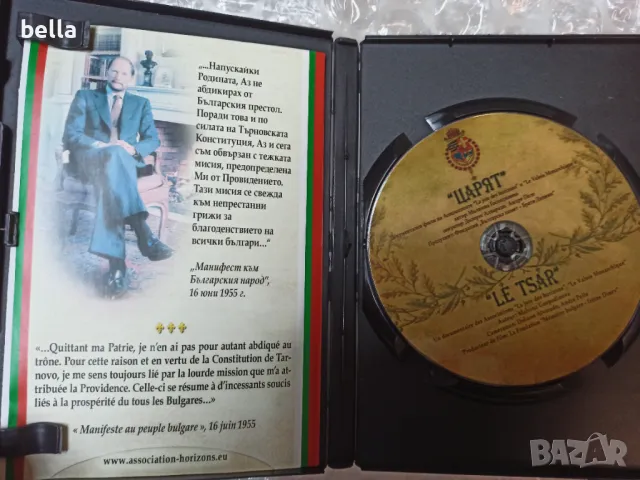 bella
„...Напускайки
Родината, Аз не
абдикирах от
Българския престол.
Поради това и по
силата на Търновската
Конституция, Аз и сега
съм обвързан с тежката
мисия, предопределена
Ми от Провидението.
Тази мисия се свежда
към непрестанни
грижи за
благоденствието на
всички българи...“
„Манифест към
Българския народ“,
16 юни 1955 г.
«...Quittant ma Patrie, je n'en ai pas pour autant abdiqué au
trône. Pour cette raison et en vertu de la Constitution de Tar-
novo, je me sens toujours lié par la lourde mission que m'a at-
tribuée la Providence. Celle-ci se résume à d'incessants soucis
liés à la prospérité du tous les Bulgares...»
« Manifeste au peuple bulgare », 16 juin 1955
www.association-horizons.eu
"ЦАРЯТ"
"LE TSAR"
BAZAR